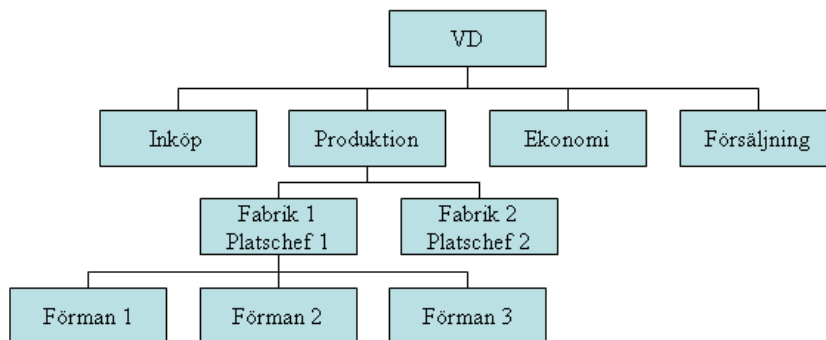 VD
Inköp
Produktion
Ekonomi
Försäljning
Fabrik 1
Platschef 1
Fabrik 2
Platschef 2
Förman 1
Förman 2
Förman 3